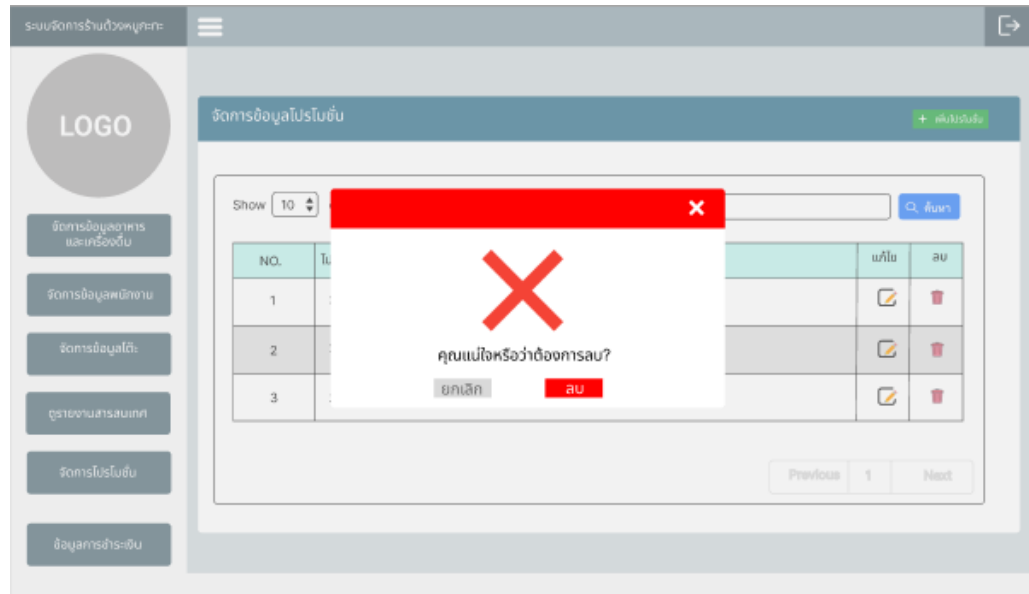 ระบบจัดการร้านด้วงหมูกะทะ
LOGO
จัดการข้อมูลโปรโมชั่น
+ เพิ่มโปรโมชั่น
จัดการข้อมูลอาหาร
และเครื่องดื่ม
จัดการข้อมูลพนักงาน
จัดการข้อมูลโต๊ะ
ดูรายงานสารสนเทศ
จัดการโปรโมชั่น
ข้อมูลการชำระเงิน
Show 10
ค้นหา
NO. โป แก้ไข ลบ
1
2
3
คุณแน่ใจหรือว่าต้องการลบ?
ยกเลิก ลบ
Previous 1 Next